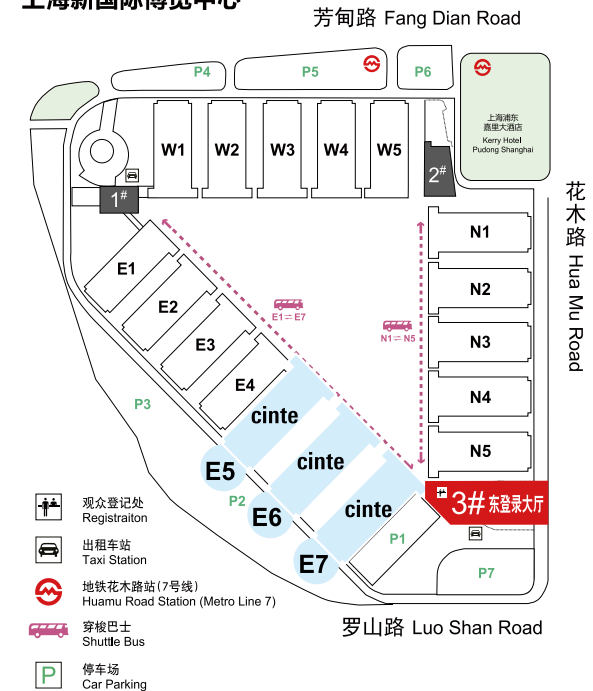 上海新国际博览中心
芳甸路 Fang Dian Road
P4
P5
P6
上海浦东
嘉里大酒店
Kerry Hotel
Pudong Shanghai
W1
W2
W3
W4
W5
1#
2#
花木路 Hua Mu Road
N1
N2
N3
N4
N5
E1⇌E7
N1⇌N5
E1
E2
E3
E4
cinte
cinte
cinte
E5
E6
E7
P3
P2
P1
3# 东登录大厅
P7
罗山路 Luo Shan Road
观众登记处
Registraiton
出租车站
Taxi Station
地铁花木路站(7号线)
Huamu Road Station (Metro Line 7)
穿梭巴士
Shuttle Bus
P
停车场
Car Parking